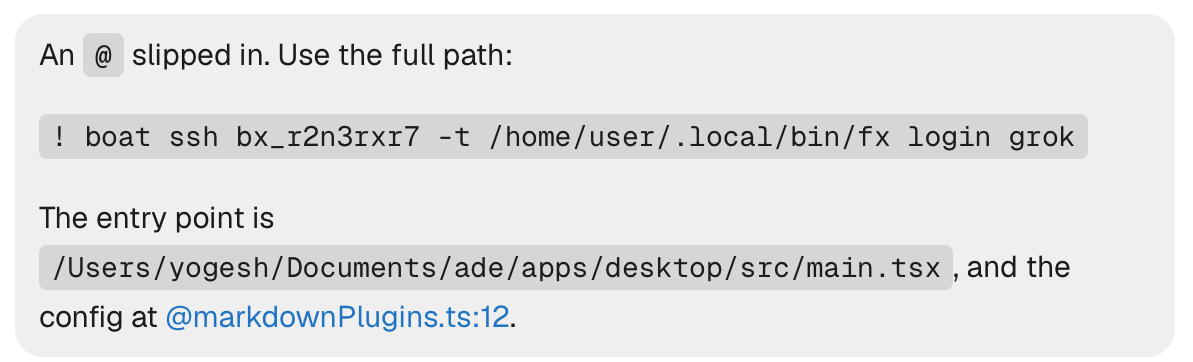 An @ slipped in. Use the full path:
! boat ssh bx_r2n3rxr7 -t /home/user/.local/bin/fx login grok
The entry point is
/Users/yogesh/Documents/ade/apps/desktop/src/main.tsx, and the
config at @markdownPlugins.ts:12.